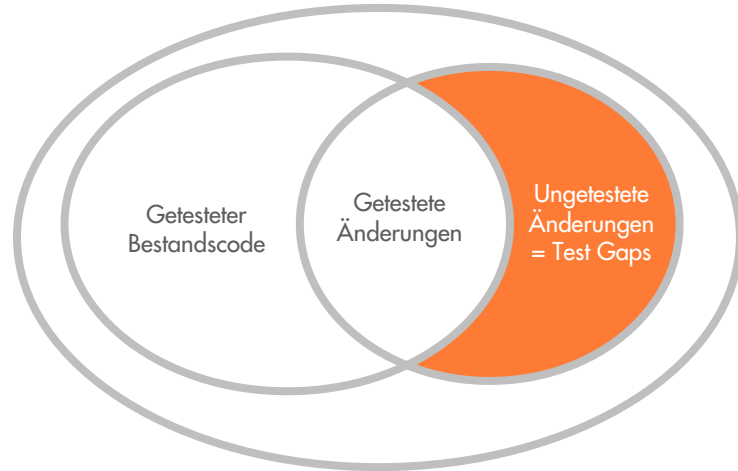 Getesteter
Bestandscode
Getestete
Änderungen
Ungetestete
Änderungen
= Test Gaps